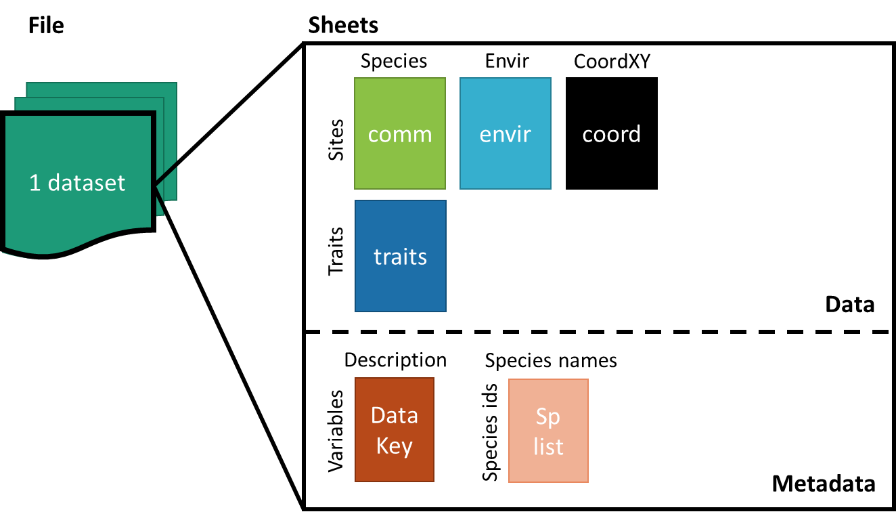 File
Sheets
1 dataset
Species
Envir
CoordXY
Sites
comm
envir
coord
Traits
traits
Data
Description
Species names
Variables
Data
Key
Species ids
Sp
list
Metadata